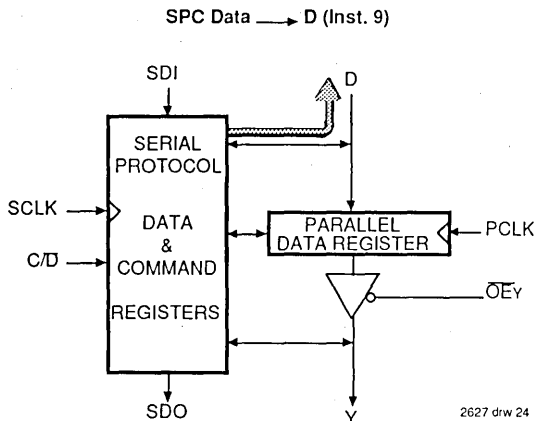 SPC Data → D (Inst. 9)
SDI
D
SERIAL
PROTOCOL
SCLK
DATA
&
COMMAND
C/D̅
REGISTERS
PARALLEL
DATA REGISTER
PCLK
O̅E̅Y
SDO
Y
2627 drw 24